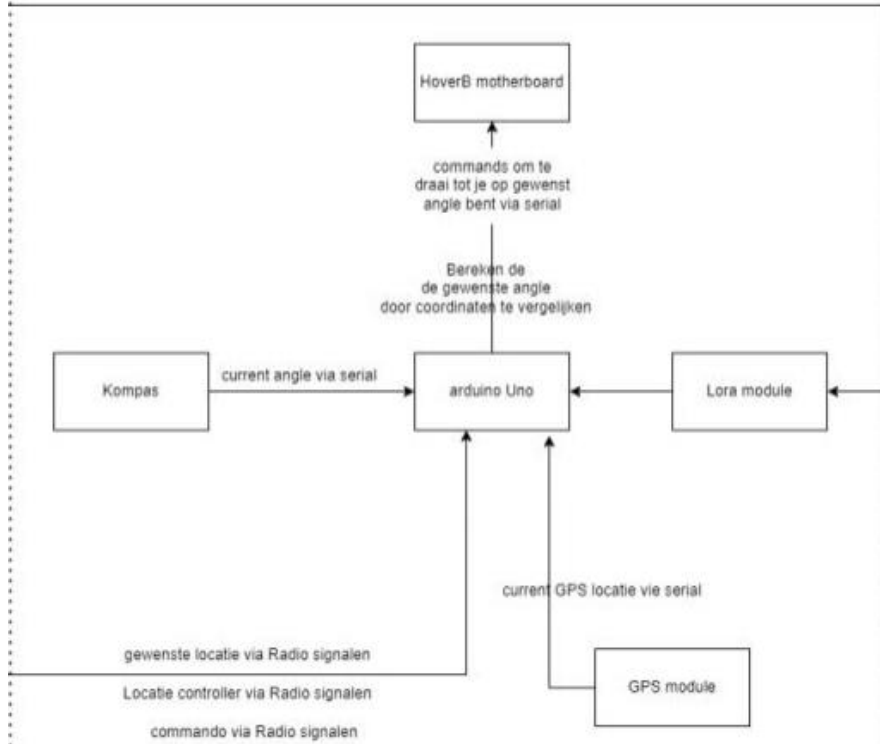 HoverB motherboard
commands om te
draai tot je op gewenst
angle bent via serial
Bereken de
de gewenste angle
door coordinaten te vergelijken
Kompas
current angle via serial
arduino Uno
Lora module
current GPS locatie vie serial
gewenste locatie via Radio signalen
Locatie controller via Radio signalen
commando via Radio signalen
GPS module